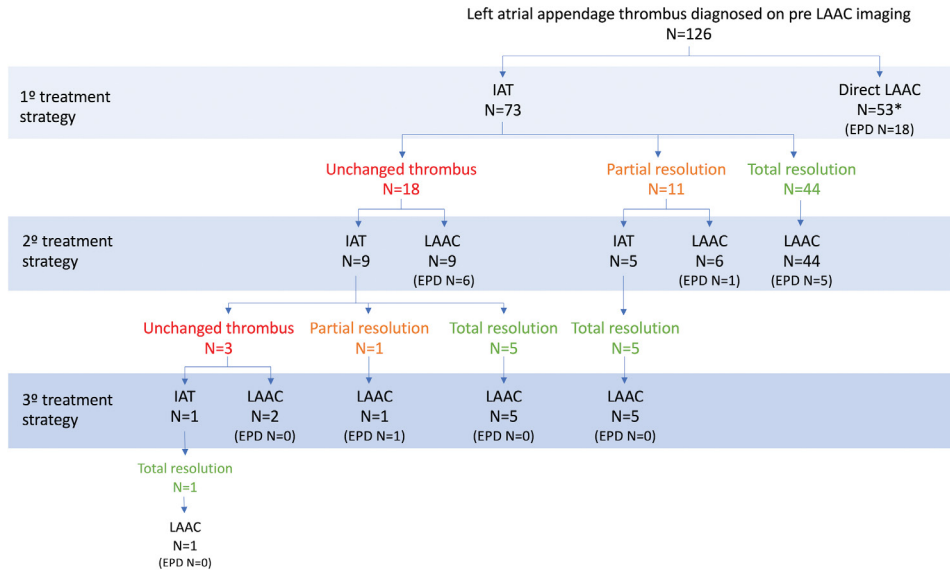 Left atrial appendage thrombus diagnosed on pre LAAC imaging
N=126
1º treatment
strategy
IAT
N=73
Direct LAAC
N=53*
(EPD N=18)
Unchanged thrombus
N=18
Partial resolution
N=11
Total resolution
N=44
2º treatment
strategy
IAT
N=9
LAAC
N=9
(EPD N=6)
IAT
N=5
LAAC
N=6
(EPD N=1)
LAAC
N=44
(EPD N=5)
Unchanged thrombus
N=3
Partial resolution
N=1
Total resolution
N=5
Total resolution
N=5
3º treatment
strategy
IAT
N=1
LAAC
N=2
(EPD N=0)
LAAC
N=1
(EPD N=1)
LAAC
N=5
(EPD N=0)
LAAC
N=5
(EPD N=0)
Total resolution
N=1
LAAC
N=1
(EPD N=0)